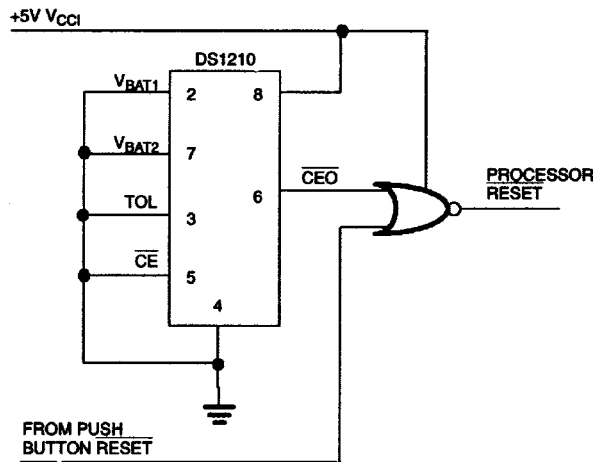 +5V VCCI
DS1210
VBAT1
2
8
VBAT2
7
CEO
6
PROCESSOR
RESET
TOL
3
CE
5
4
FROM PUSH
BUTTON RESET